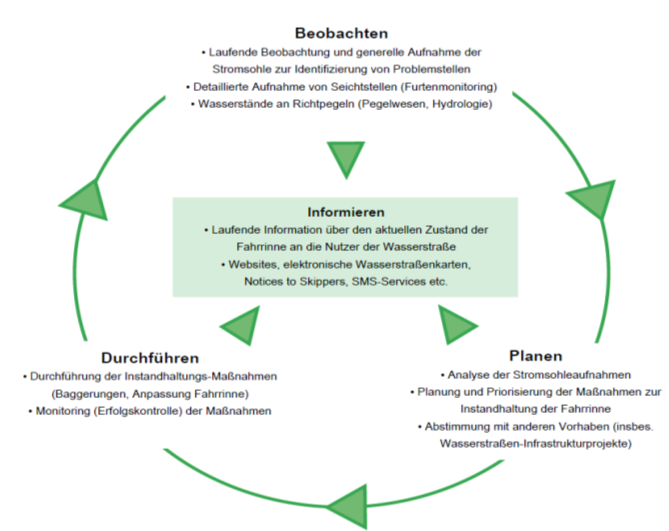 Beobachten
• Laufende Beobachtung und generelle Aufnahme der
Stromsohle zur Identifizierung von Problemstellen
• Detaillierte Aufnahme von Seichtstellen (Furtenmonitoring)
• Wasserstände an Richtpegeln (Pegelwesen, Hydrologie)
Informieren
• Laufende Information über den aktuellen Zustand der
Fahrrinne an die Nutzer der Wasserstraße
• Websites, elektronische Wasserstraßenkarten,
Notices to Skippers, SMS-Services etc.
Durchführen
• Durchführung der Instandhaltungs-Maßnahmen
(Baggerungen, Anpassung Fahrrinne)
• Monitoring (Erfolgskontrolle) der Maßnahmen
Planen
• Analyse der Stromsohleaufnahmen
• Planung und Priorisierung der Maßnahmen zur
Instandhaltung der Fahrrinne
• Abstimmung mit anderen Vorhaben (insbes.
Wasserstraßen-Infrastrukturprojekte)